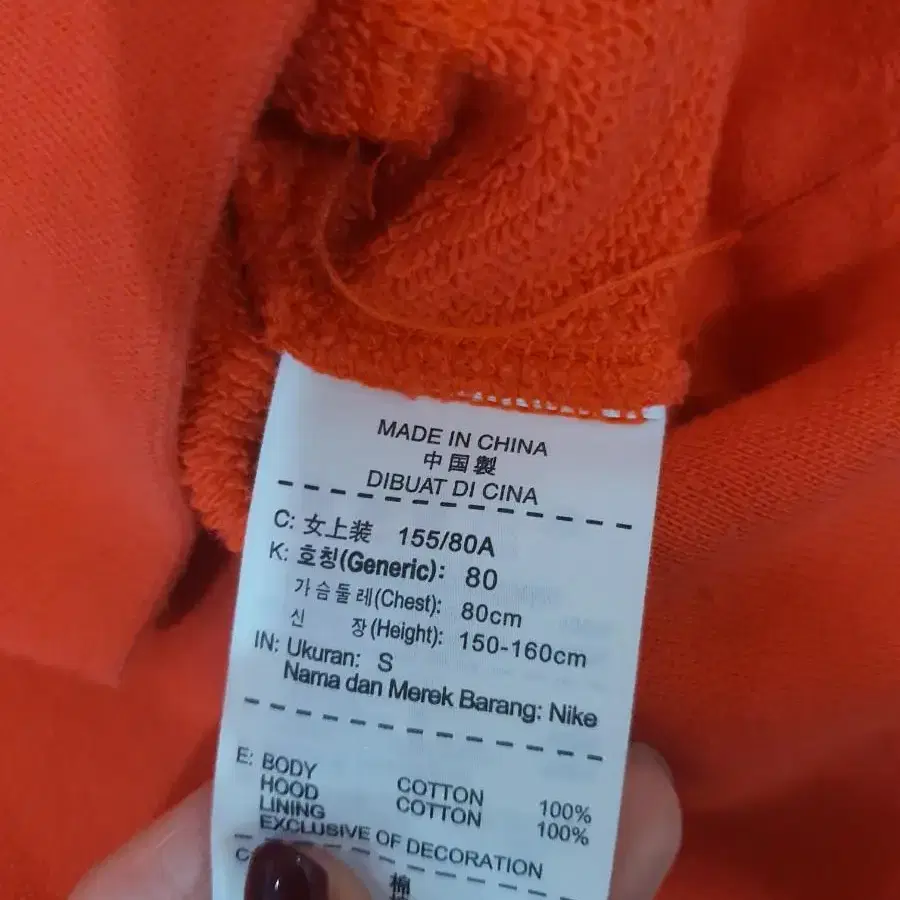 MADE IN CHINA
中国製
DIBUAT DI CINA
C: 女上装 155/80A
K: 호칭(Generic): 80
가슴둘레(Chest): 80cm
신 장(Height): 150-160cm
IN: Ukuran: S
Nama dan Merek Barang: Nike
E: BODY COTTON 100%
HOOD COTTON 100%
LINING
EXCLUSIVE OF DECORATION
C
棉